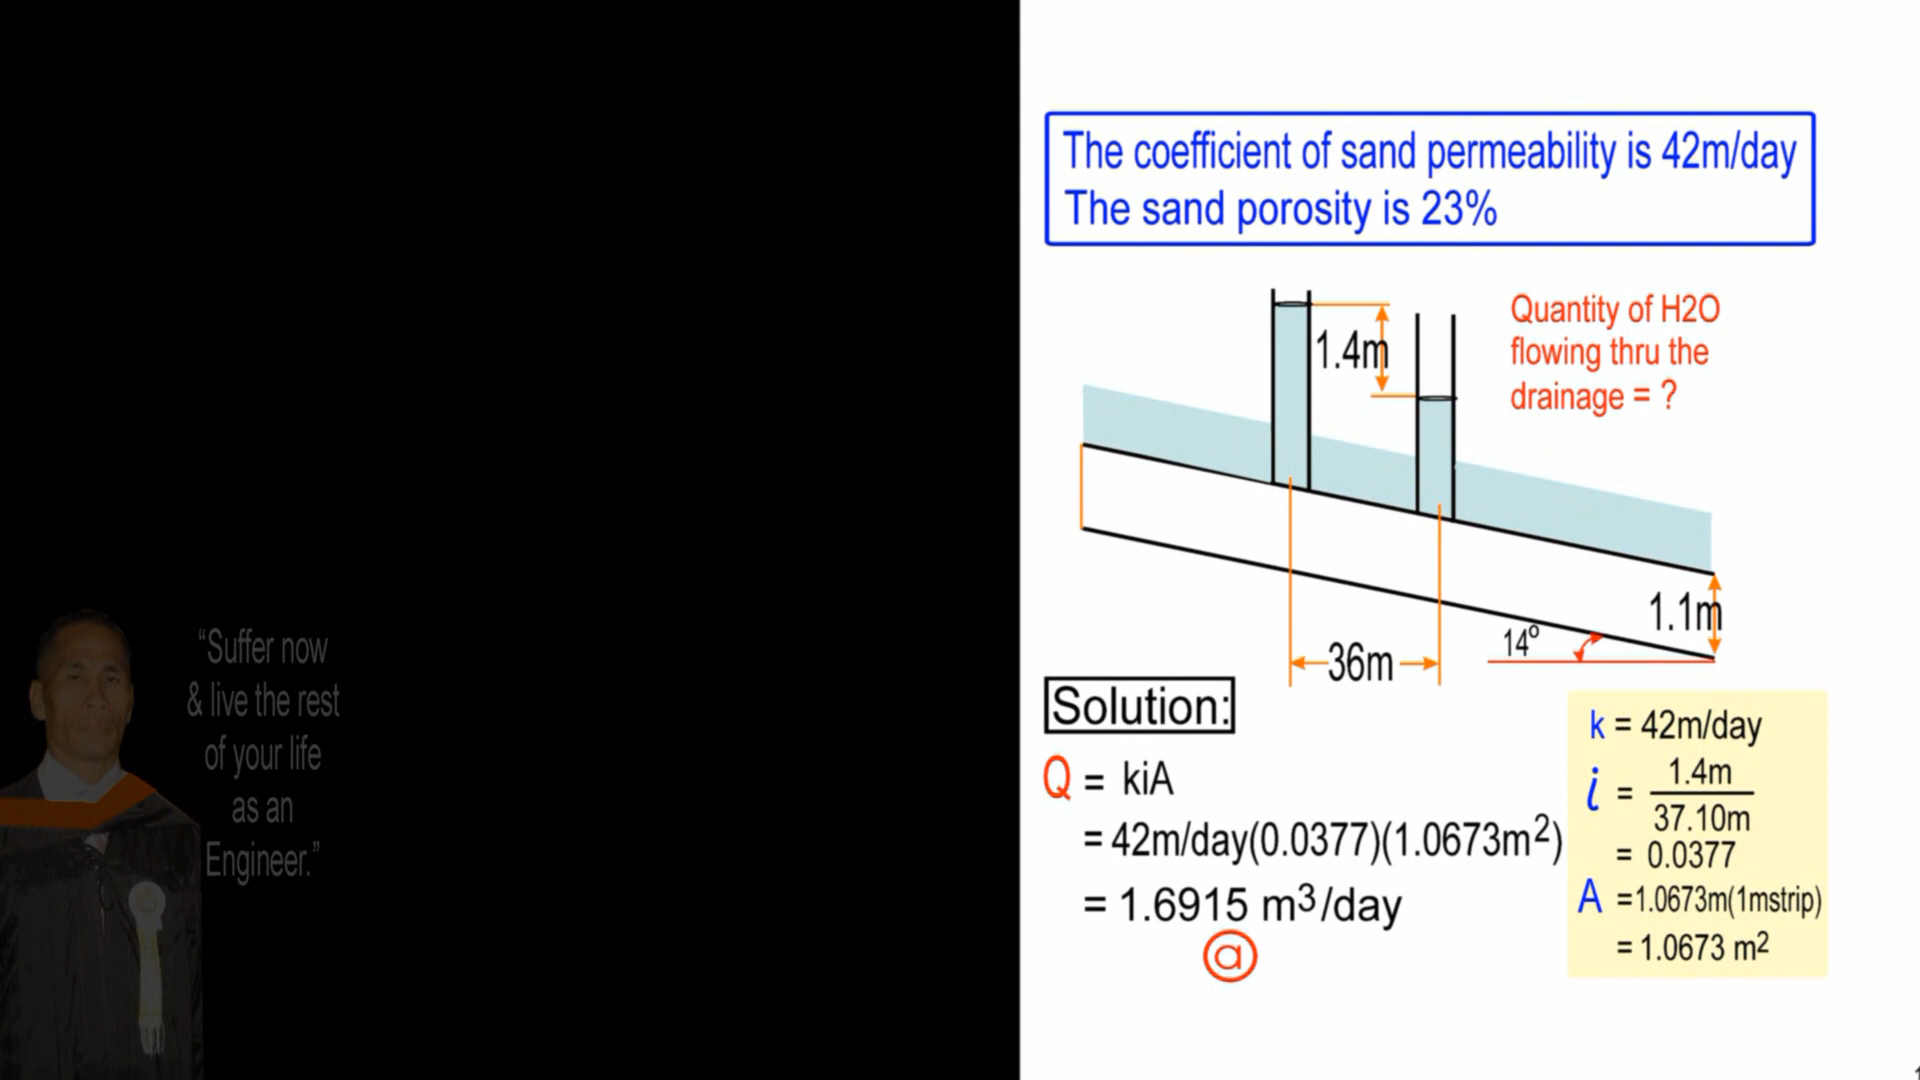 “Suffer now
& live the rest
of your life
as an
Engineer.”
The coefficient of sand permeability is 42m/day
The sand porosity is 23%
Quantity of H2O
flowing thru the
drainage = ?
1.4m
1.1m
14°
36m
Solution:
Q = kiA
= 42m/day(0.0377)(1.0673m²)
= 1.6915 m³/day
a
k = 42m/day
i = 1.4m
37.10m
= 0.0377
A =1.0673m(1mstrip)
= 1.0673 m²